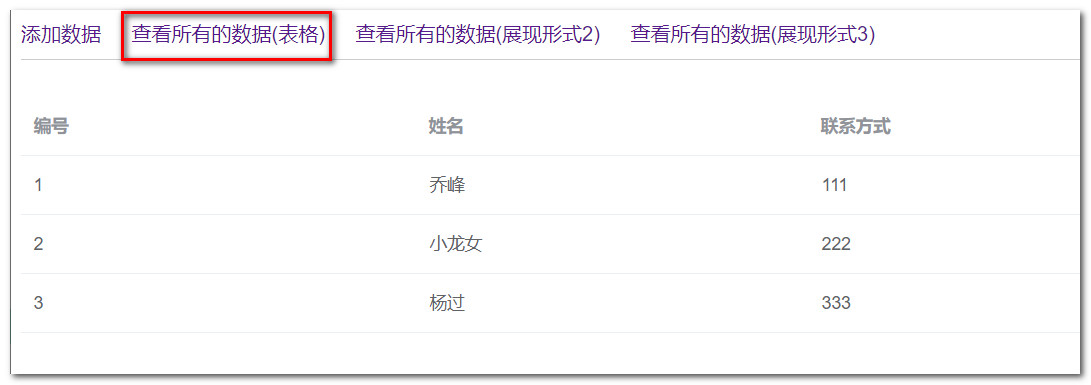 添加数据 查看所有的数据(表格) 查看所有的数据(展现形式2) 查看所有的数据(展现形式3)
编号 姓名 联系方式
1 乔峰 111
2 小龙女 222
3 杨过 333